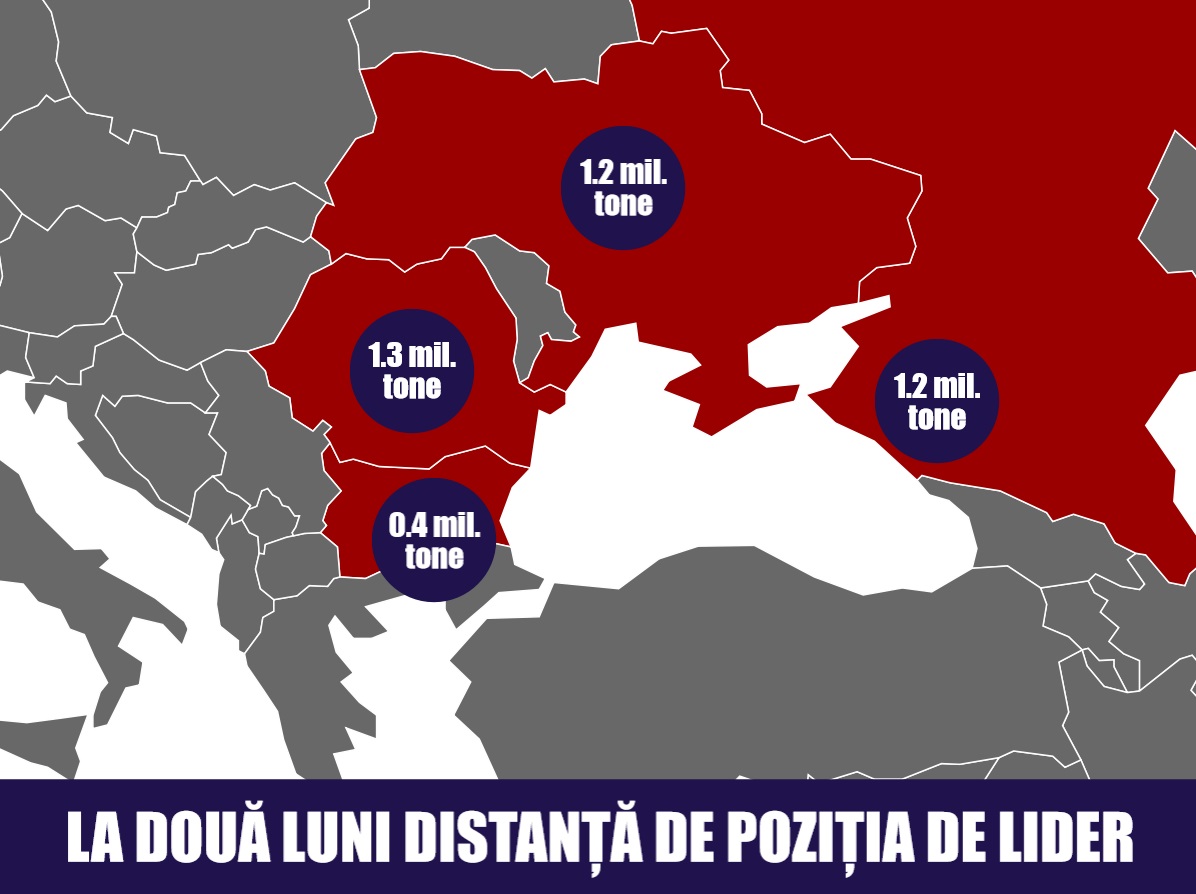 1.2 mil.
tone
1.3 mil.
tone
1.2 mil.
tone
0.4 mil.
tone
LA DOUĂ LUNI DISTANȚĂ DE POZIȚIA DE LIDER